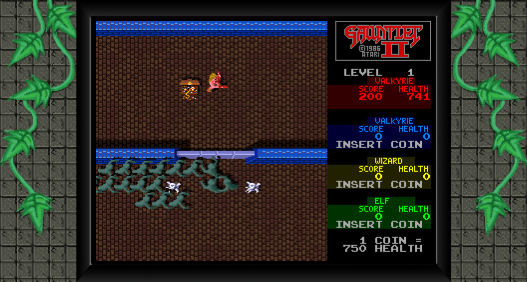 GAUNTLET
II
©1986
ATARI
LEVEL 1
VALKYRIE
SCORE HEALTH
200 741
VALKYRIE
SCORE HEALTH
0 0
INSERT COIN
WIZARD
SCORE HEALTH
0 0
INSERT COIN
ELF
SCORE HEALTH
0 0
INSERT COIN
1 COIN =
750 HEALTH